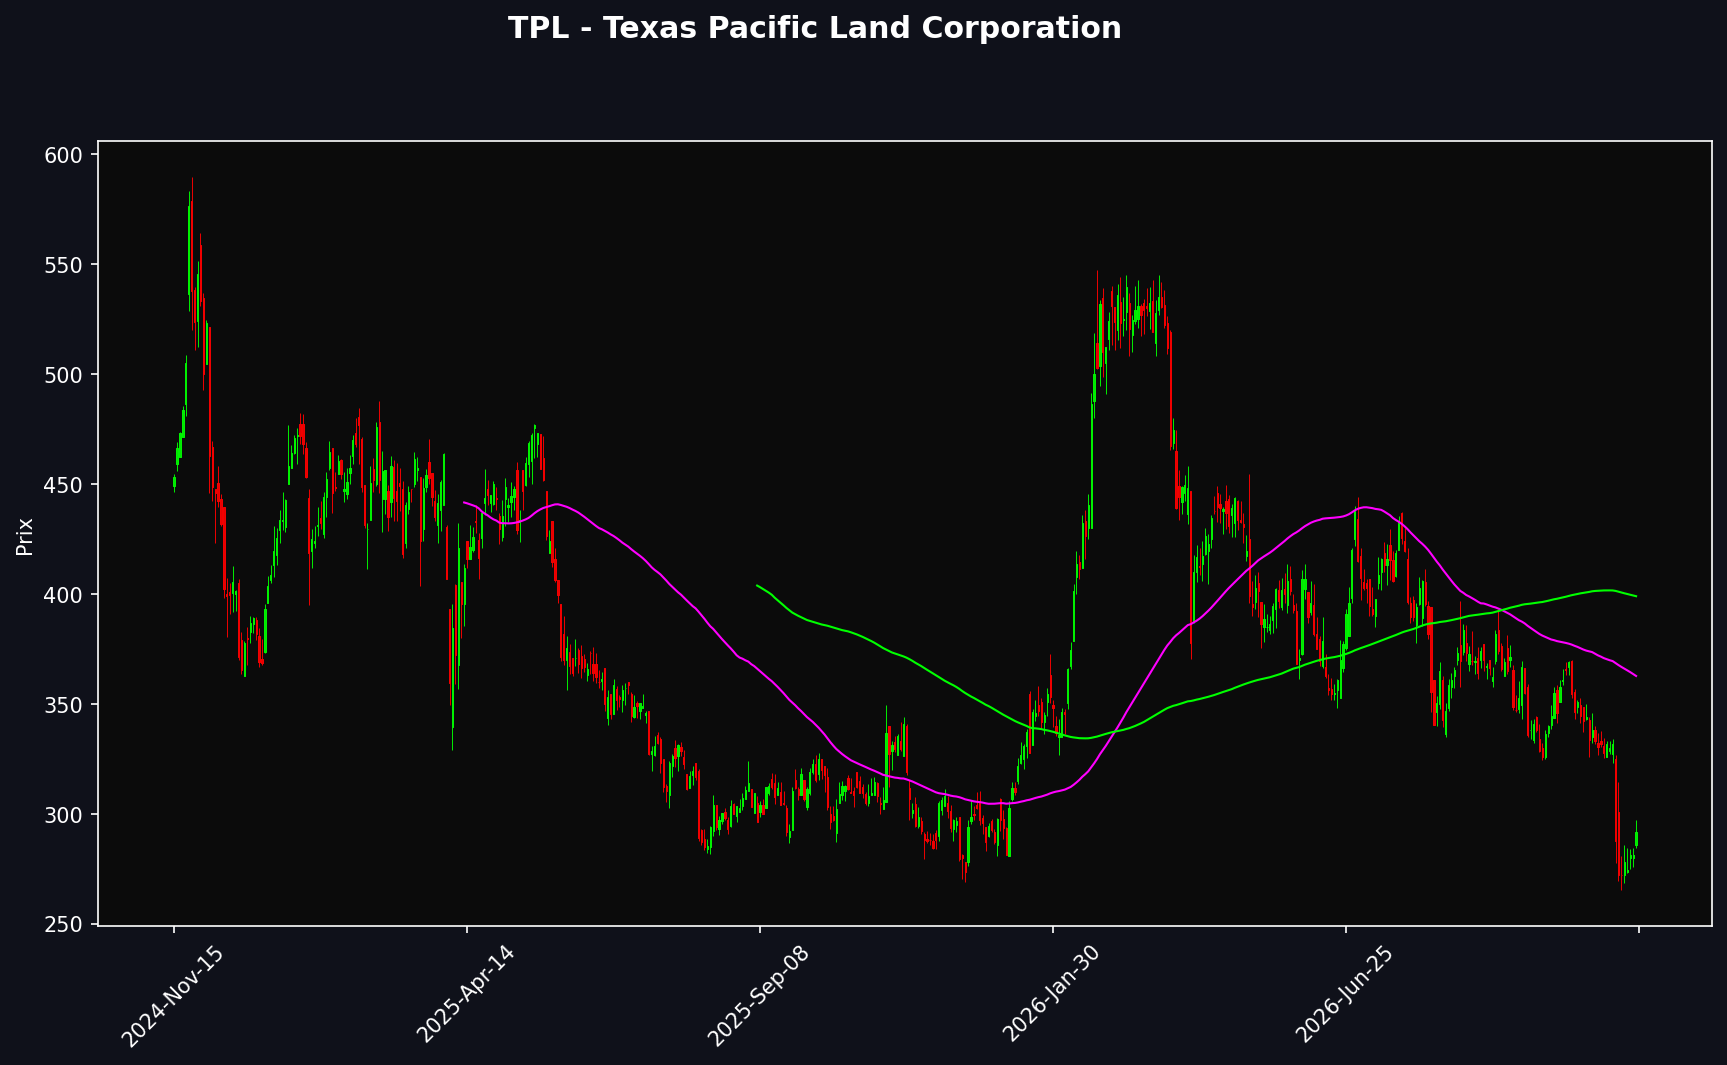 TPL - Texas Pacific Land Corporation
Prix
600
550
500
450
400
350
300
250
2024-Nov-15
2025-Apr-14
2025-Sep-08
2026-Jan-30
2026-Jun-25